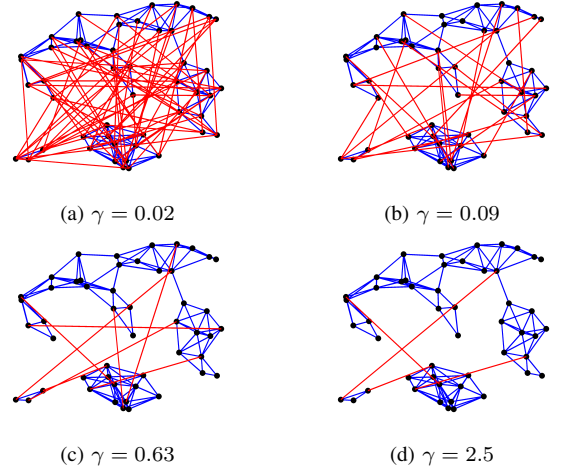 (a) γ = 0.02
(b) γ = 0.09
(c) γ = 0.63
(d) γ = 2.5